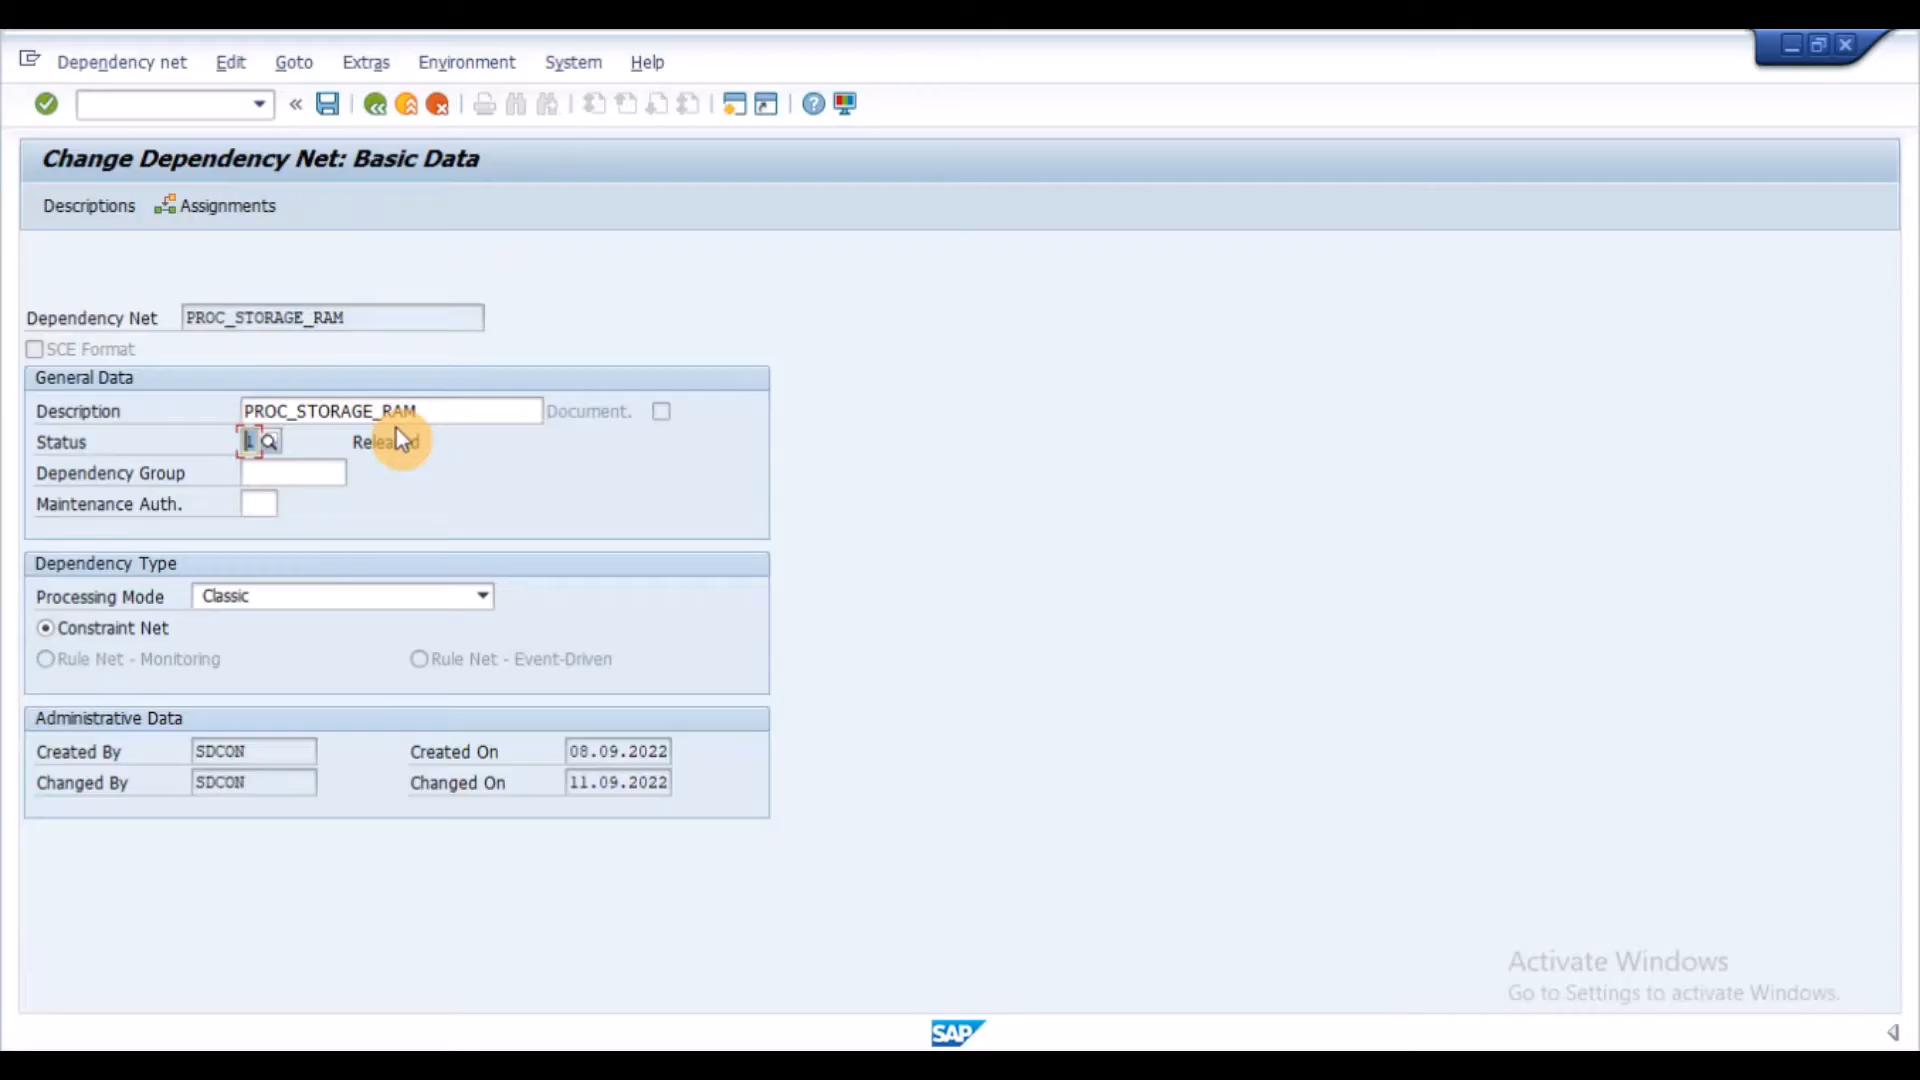 Dependency net Edit Goto Extras Environment System Help
Change Dependency Net: Basic Data
Descriptions Assignments
Dependency Net PROC_STORAGE_RAM
SCE Format
General Data
Description PROC_STORAGE_RAM Document.
Status 1 Released
Dependency Group
Maintenance Auth.
Dependency Type
Processing Mode Classic
Constraint Net
Rule Net - Monitoring Rule Net - Event-Driven
Administrative Data
Created By SDCON Created On 08.09.2022
Changed By SDCON Changed On 11.09.2022
Activate Windows
Go to Settings to activate Windows.
SAP